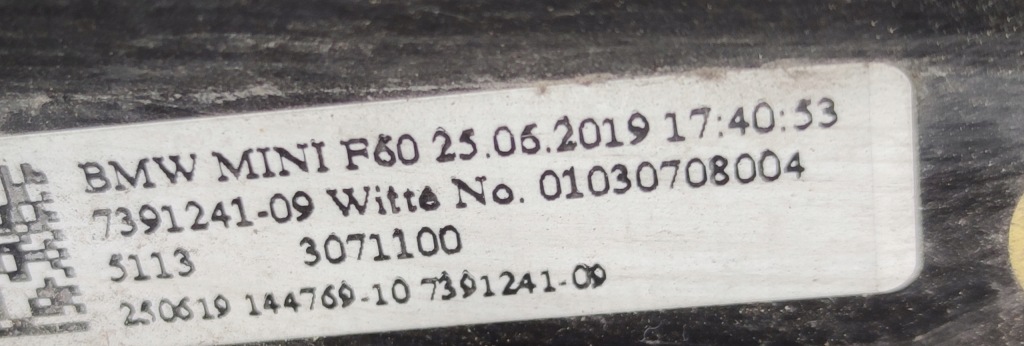 BMW MINI F60 25.06.2019 17:40:53
7391241-09 Witte No. 01030708004
5113 3071100
250619 144769-10 7391241-09